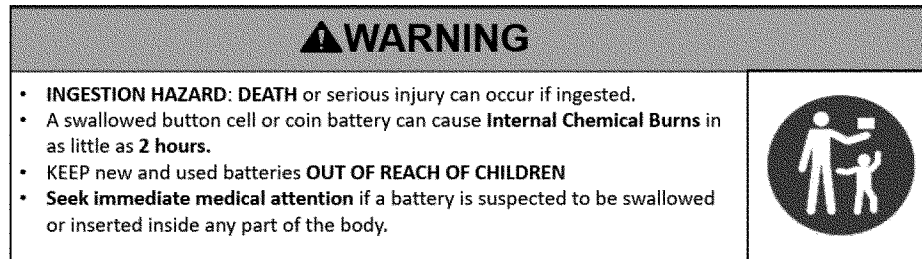 WARNING
• INGESTION HAZARD: DEATH or serious injury can occur if ingested.
• A swallowed button cell or coin battery can cause Internal Chemical Burns in
as little as 2 hours.
• KEEP new and used batteries OUT OF REACH OF CHILDREN
• Seek immediate medical attention if a battery is suspected to be swallowed
or inserted inside any part of the body.